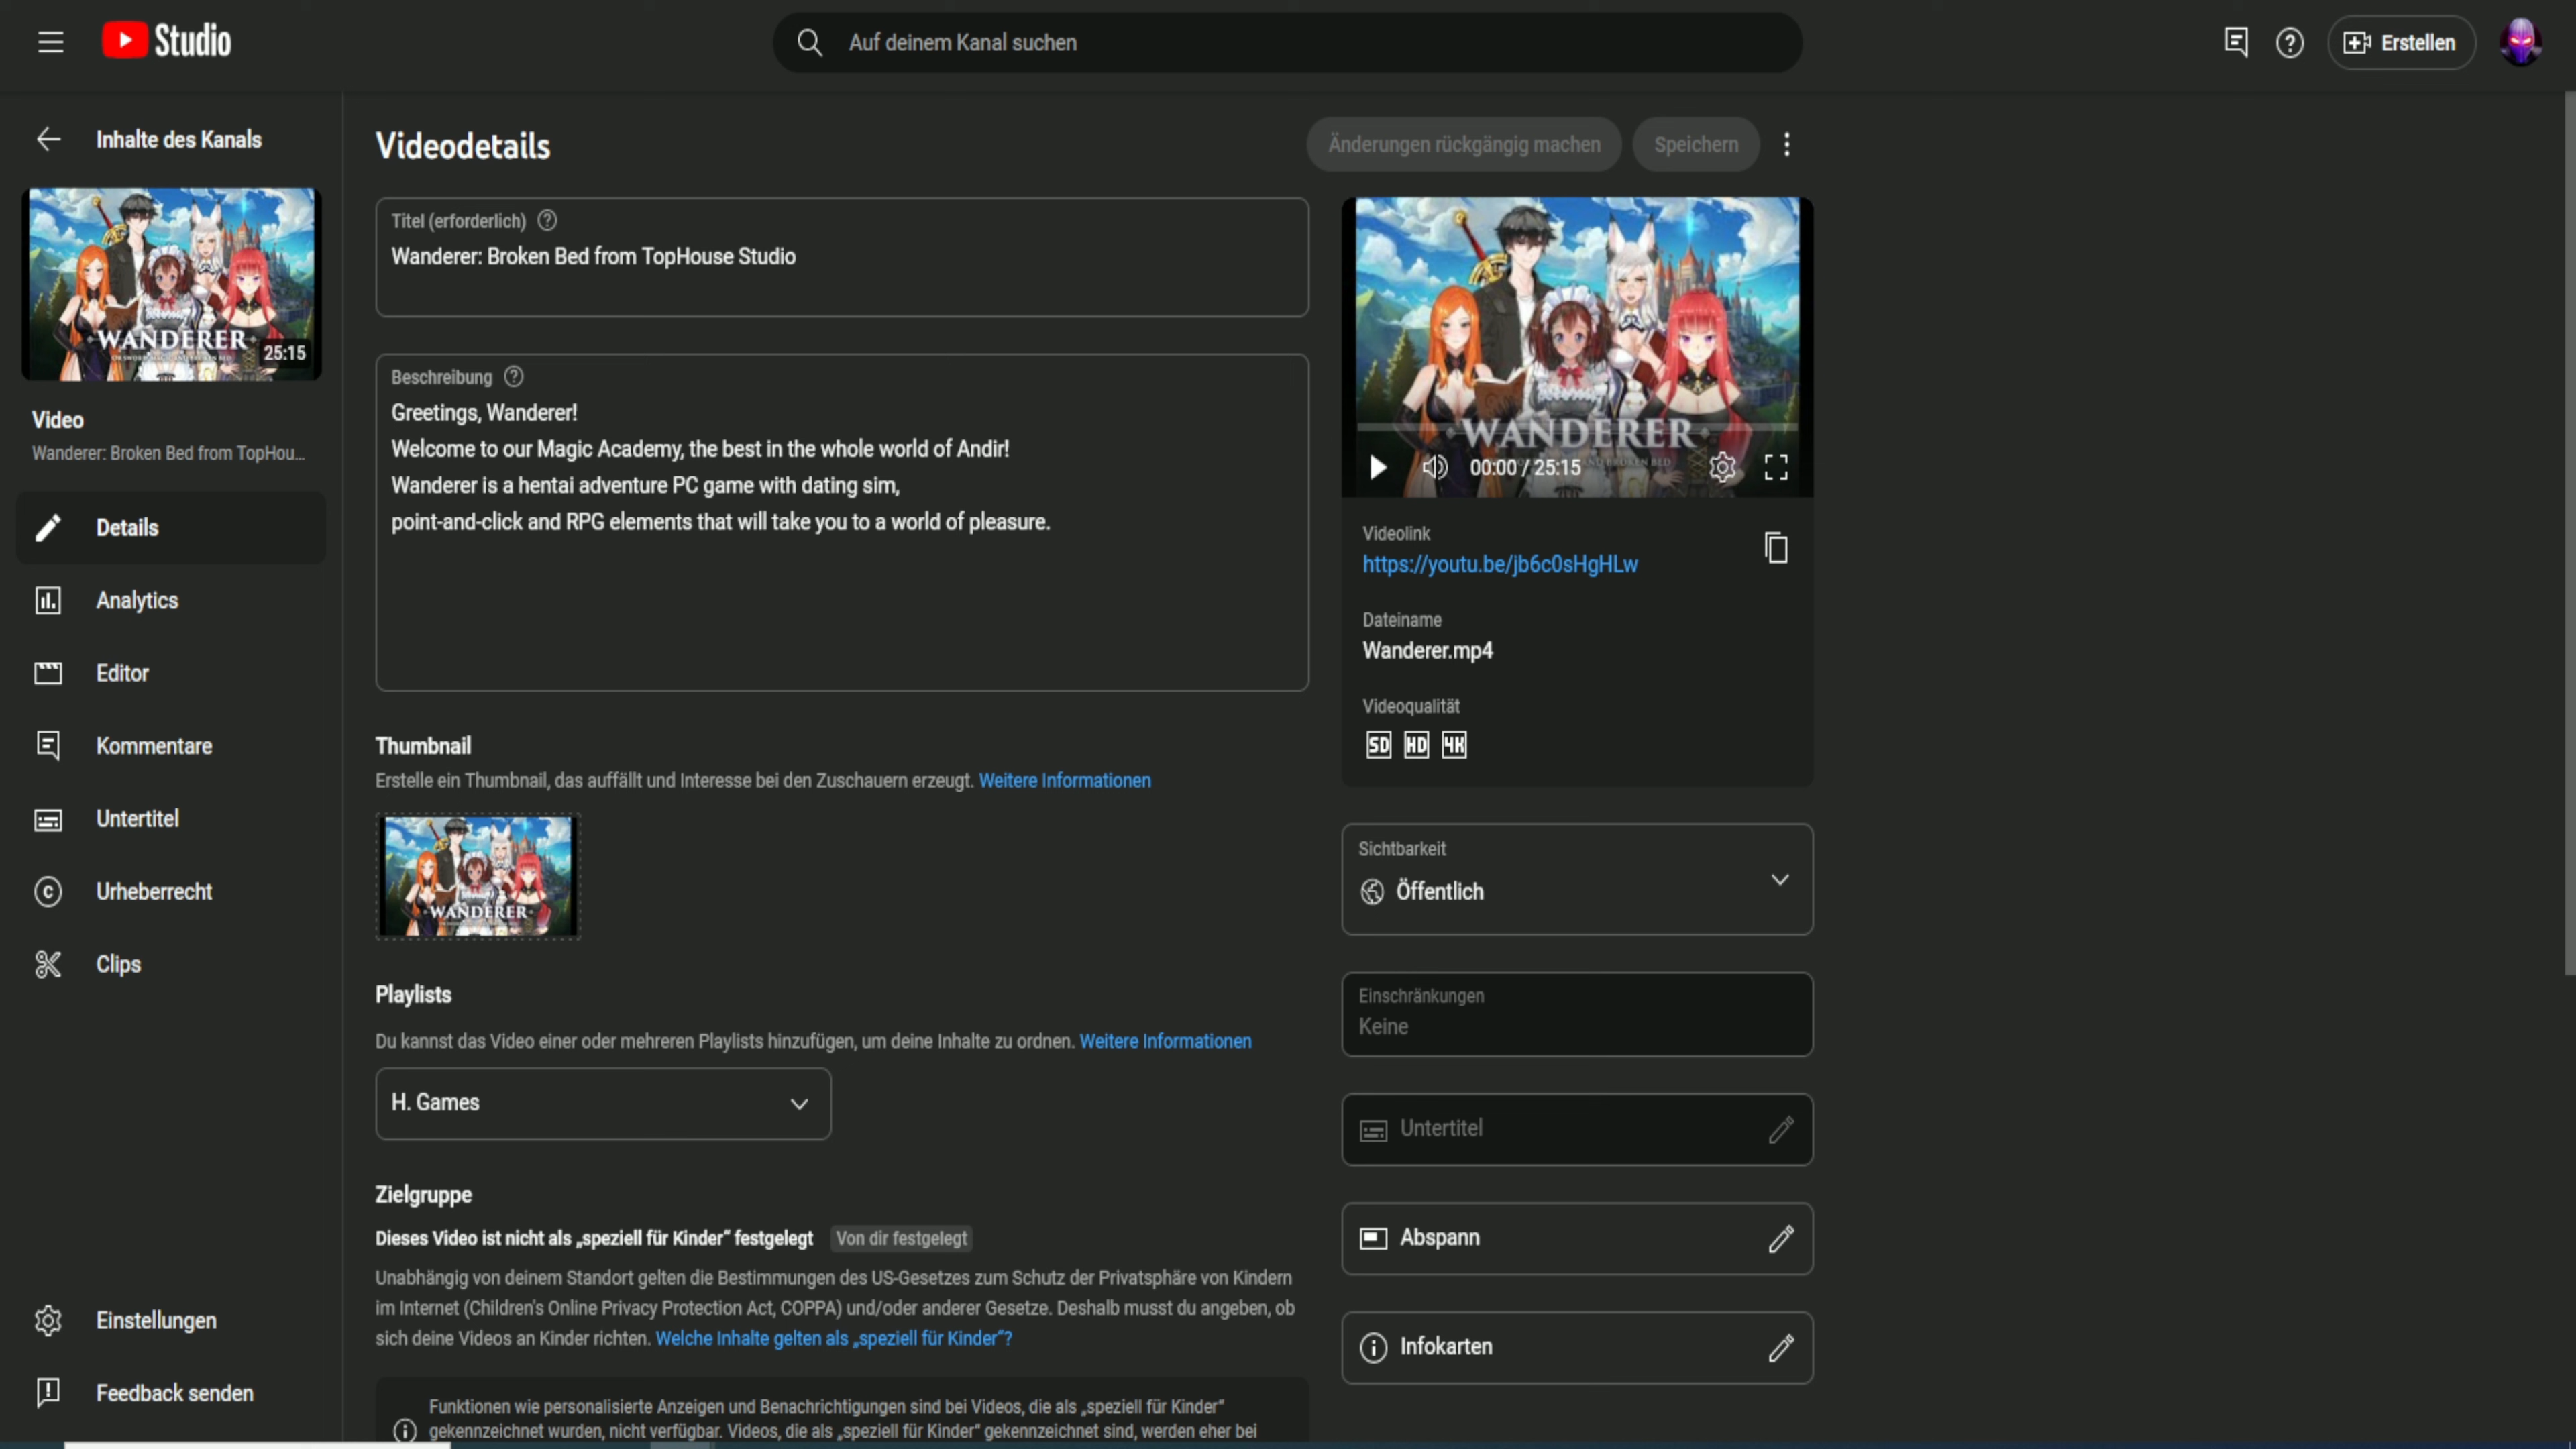 Studio
Auf deinem Kanal suchen
Erstellen
Inhalte des Kanals
WANDERER
25:15
Video
Wanderer: Broken Bed from TopHou...
Details
Analytics
Editor
Kommentare
Untertitel
Urheberrecht
Clips
Einstellungen
Feedback senden
Videodetails
Änderungen rückgängig machen
Speichern
Titel (erforderlich)
Wanderer: Broken Bed from TopHouse Studio
Beschreibung
Greetings, Wanderer!
Welcome to our Magic Academy, the best in the whole world of Andir!
Wanderer is a hentai adventure PC game with dating sim,
point-and-click and RPG elements that will take you to a world of pleasure.
Thumbnail
Erstelle ein Thumbnail, das auffällt und Interesse bei den Zuschauern erzeugt. Weitere Informationen
WANDERER
Playlists
Du kannst das Video einer oder mehreren Playlists hinzufügen, um deine Inhalte zu ordnen. Weitere Informationen
H. Games
Zielgruppe
Dieses Video ist nicht als „speziell für Kinder“ festgelegt Von dir festgelegt
Unabhängig von deinem Standort gelten die Bestimmungen des US-Gesetzes zum Schutz der Privatsphäre von Kindern
im Internet (Children's Online Privacy Protection Act, COPPA) und/oder anderer Gesetze. Deshalb musst du angeben, ob
sich deine Videos an Kinder richten. Welche Inhalte gelten als „speziell für Kinder“?
Funktionen wie personalisierte Anzeigen und Benachrichtigungen sind bei Videos, die als „speziell für Kinder“
gekennzeichnet wurden, nicht verfügbar. Videos, die als „speziell für Kinder“ gekennzeichnet sind, werden eher bei
WANDERER
00:00 / 25:15
Videolink
https://youtu.be/jb6c0sHgHLw
Dateiname
Wanderer.mp4
Videoqualität
SD HD 4K
Sichtbarkeit
Öffentlich
Einschränkungen
Keine
Untertitel
Abspann
Infokarten